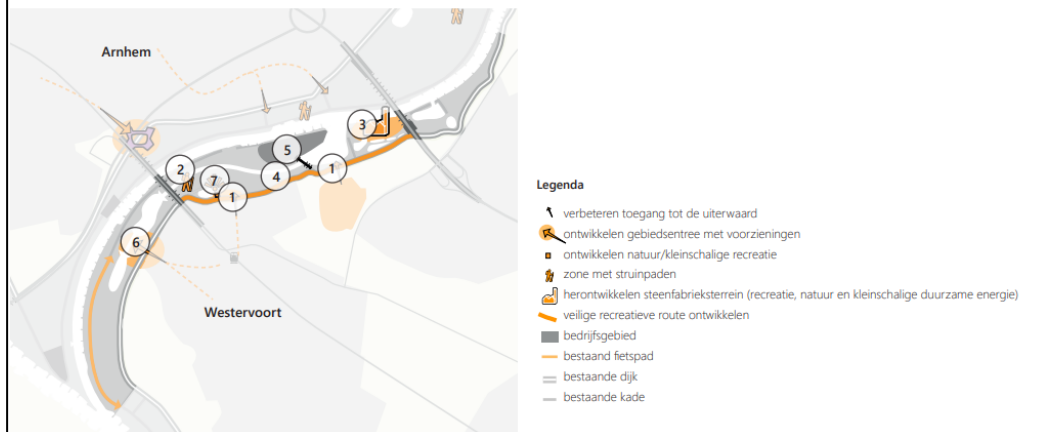 Arnhem
3
5
2
1
7
4
1
6
Westervoort
Legenda
verbeteren toegang tot de uiterwaard
ontwikkelen gebiedsentree met voorzieningen
ontwikkelen natuur/kleinschalige recreatie
zone met struinpaden
herontwikkelen steenfabrieksterrein (recreatie, natuur en kleinschalige duurzame energie)
veilige recreatieve route ontwikkelen
bedrijfsgebied
bestaand fietspad
bestaande dijk
bestaande kade